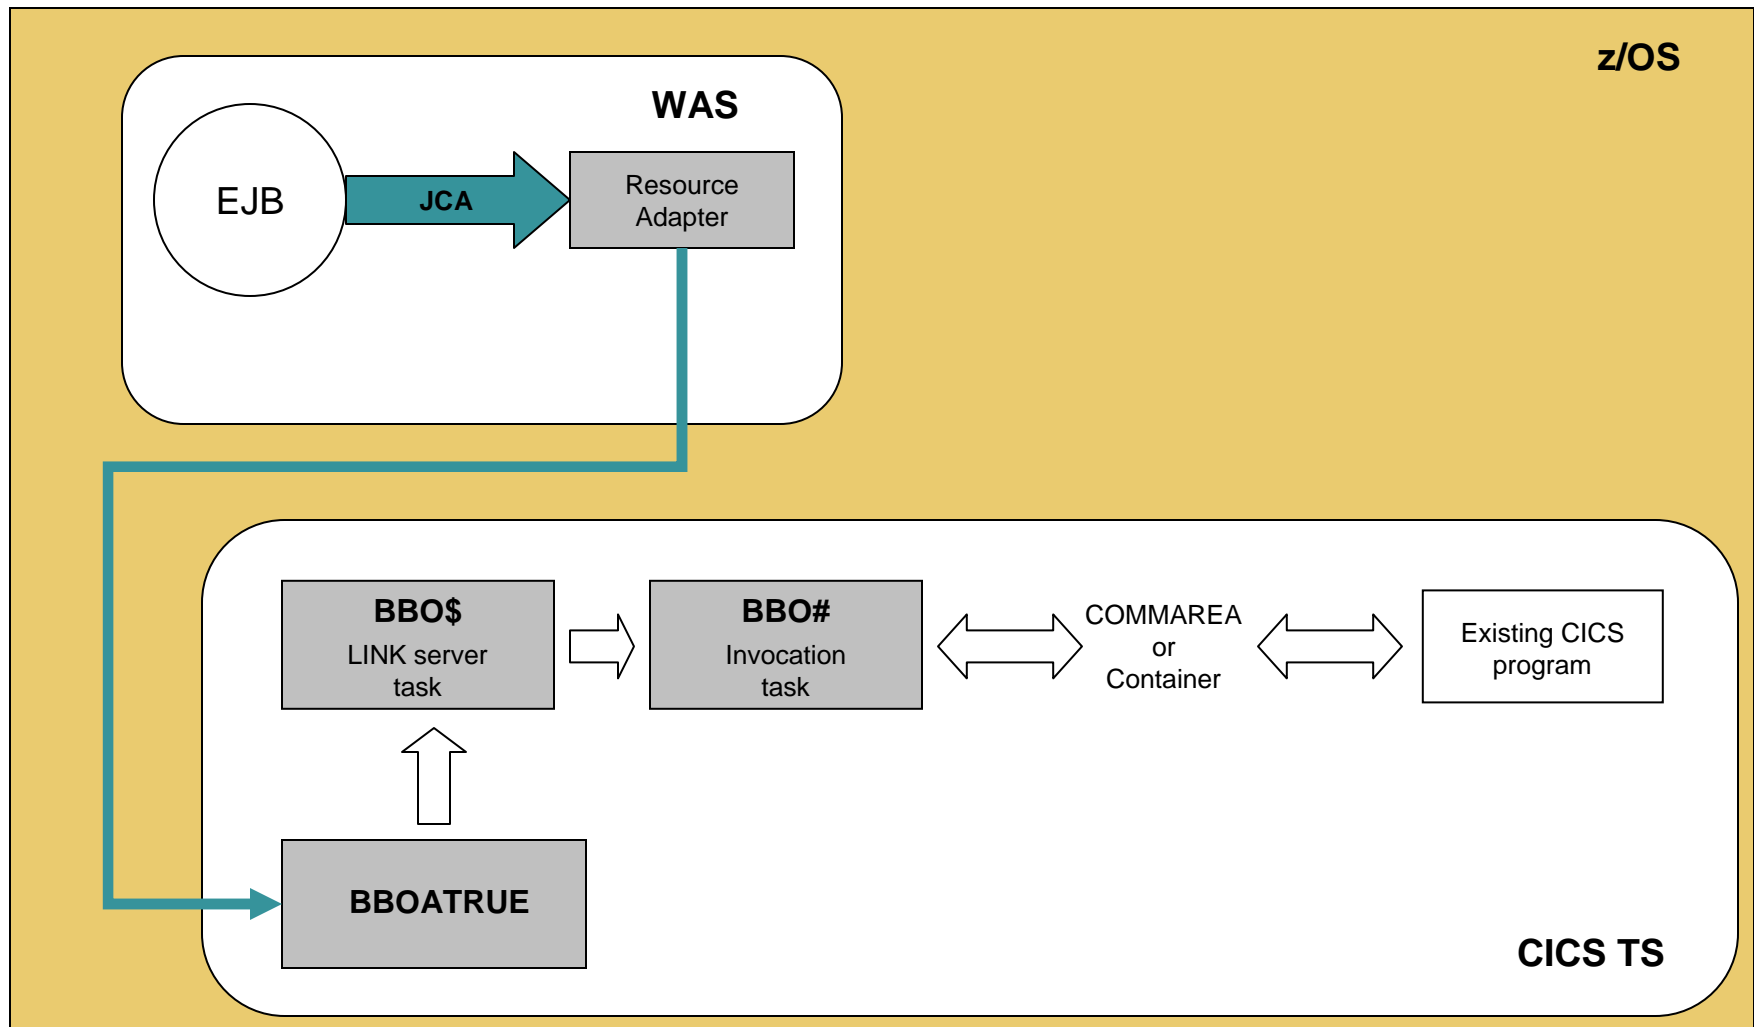 z/OS
WAS
EJB
JCA
Resource
Adapter
BBO$
LINK server
task
BBO#
Invocation
task
COMMAREA
or
Container
Existing CICS
program
BBOATRUE
CICS TS